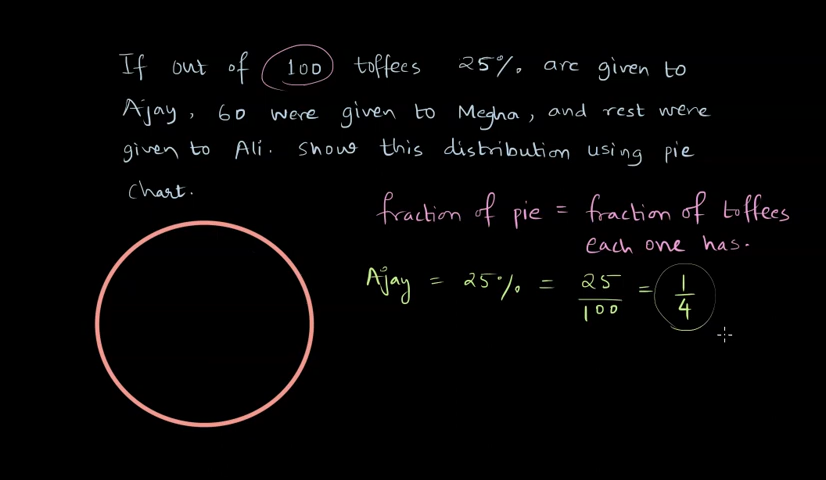 If out of 100 toffees 25% are given to
Ajay, 60 were given to Megha, and rest were
given to Ali. Show this distribution using pie
chart.
fraction of pie = fraction of toffees
each one has.
Ajay = 25% = 25/100 = 1/4